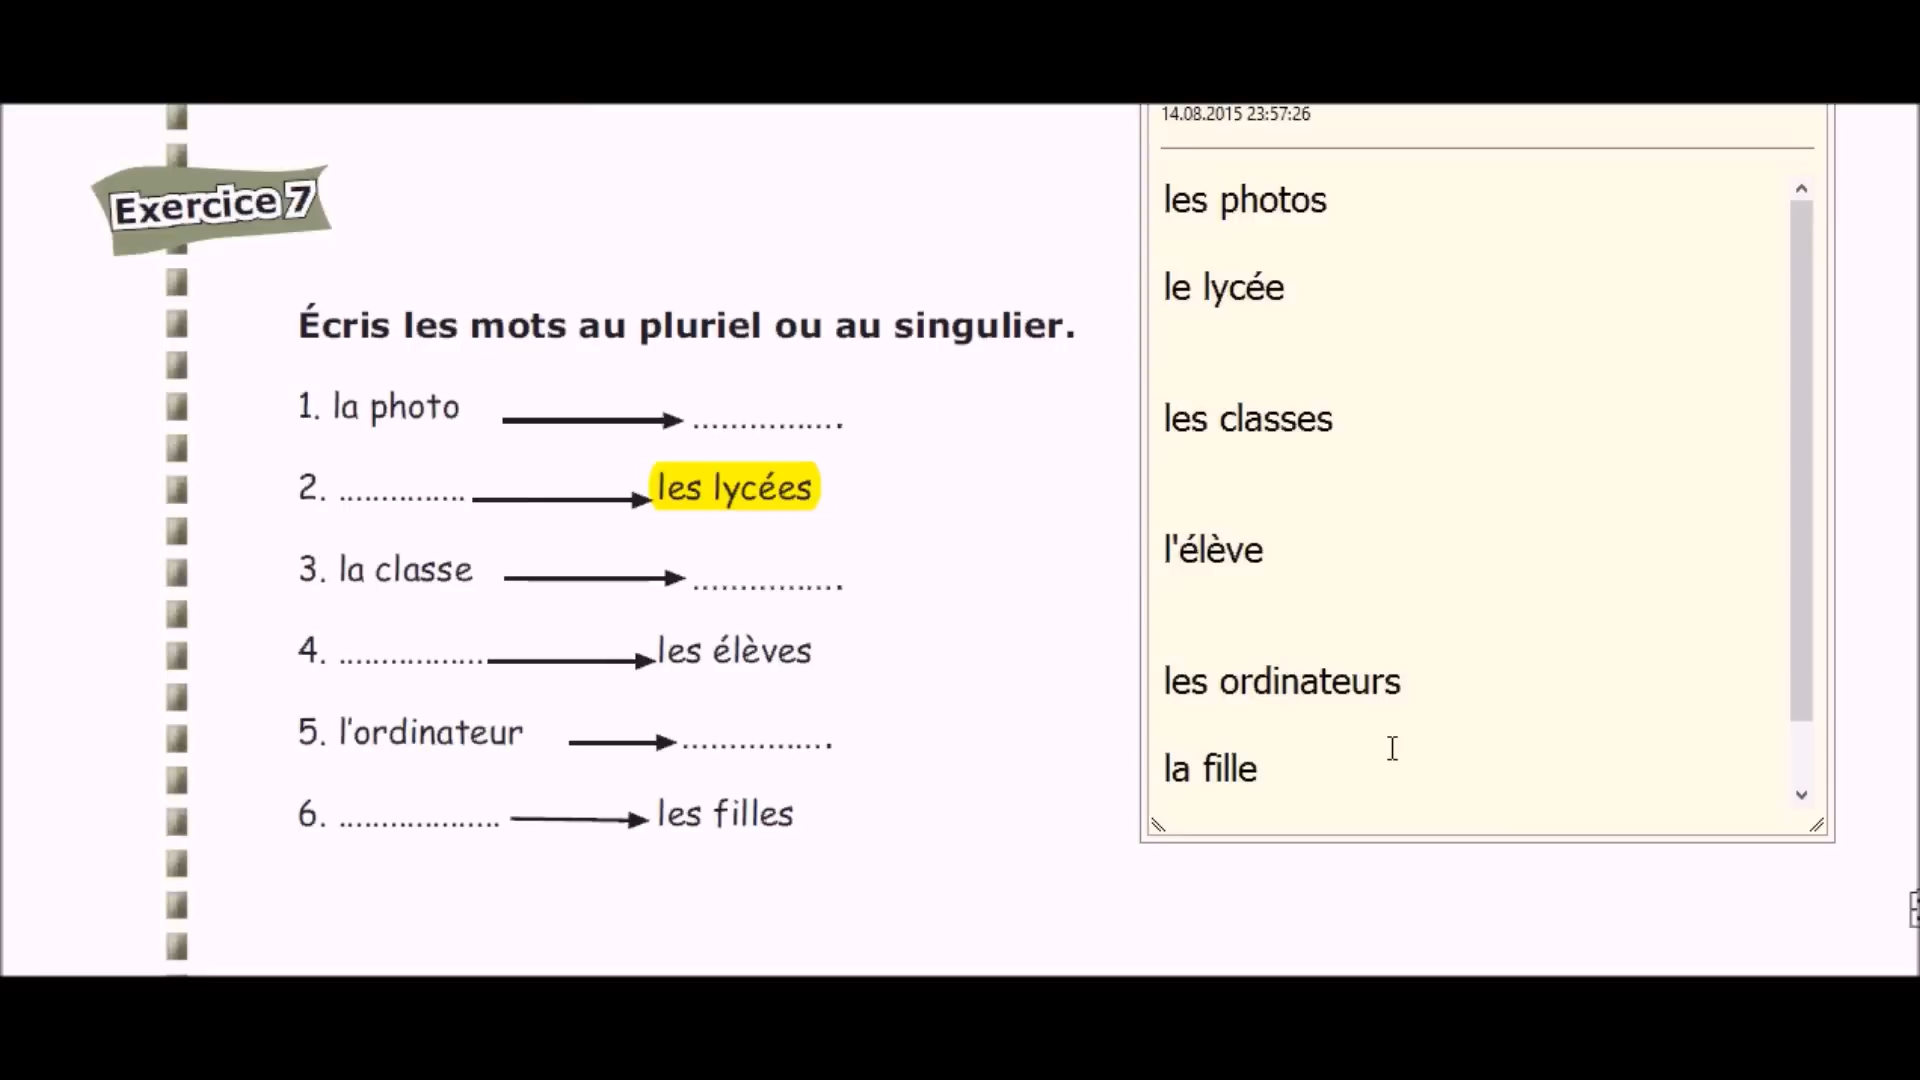 Exercice 7
Écris les mots au pluriel ou au singulier.
1. la photo ................
2. .............. les lycées
3. la classe ................
4. ................ les élèves
5. l'ordinateur ................
6. .................. les filles
14.08.2015 23:57:26
les photos
le lycée
les classes
l'élève
les ordinateurs
la fille